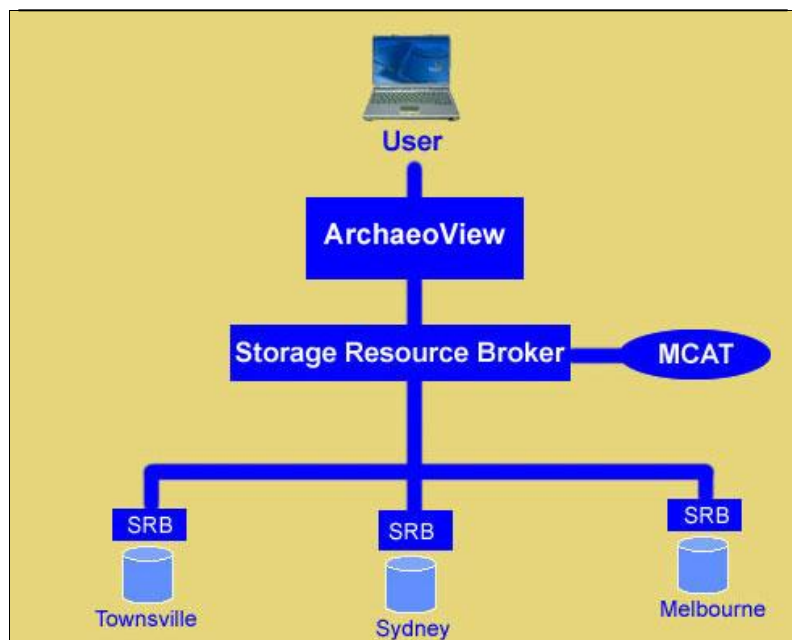 User
ArchaeoView
Storage Resource Broker
MCAT
SRB
SRB
SRB
Townsville
Sydney
Melbourne